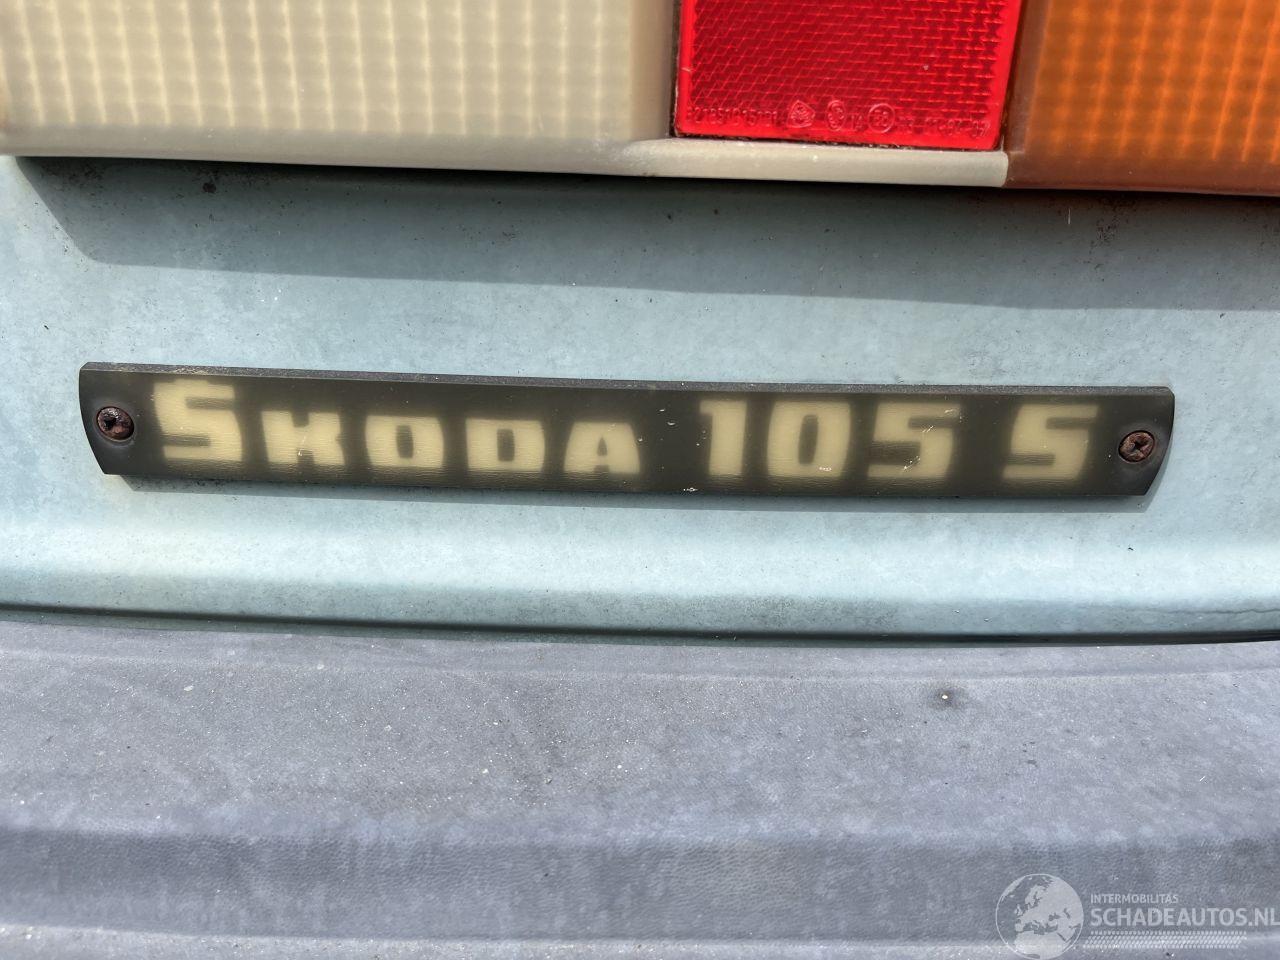 ŠKODA 105 S
INTERMOBILITAS
SCHADEAUTOS.NL